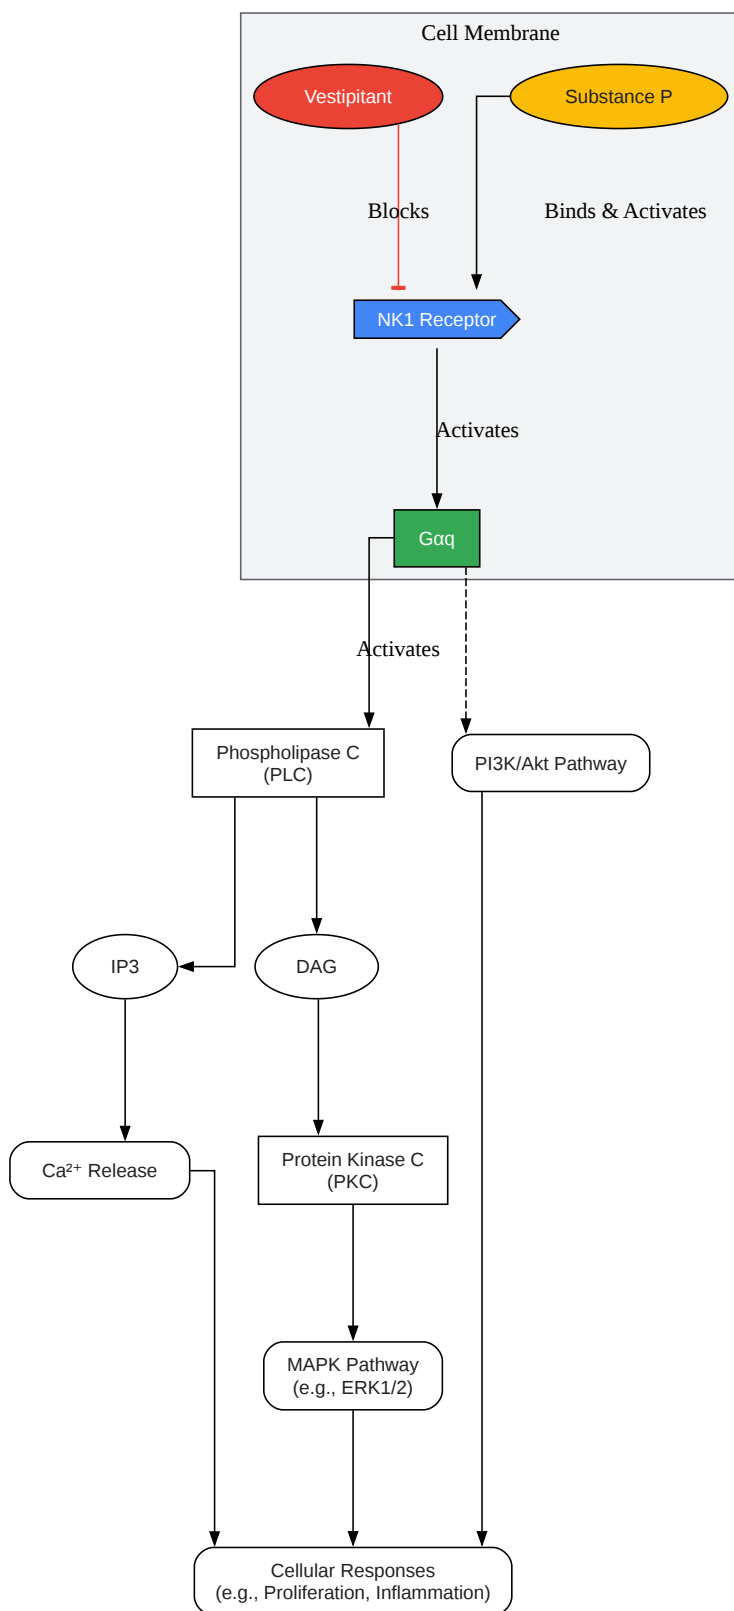 Cell Membrane
Vestipitant
Substance P
Blocks
Binds & Activates
NK1 Receptor
Activates
Gαq
Activates
Phospholipase C
(PLC)
PI3K/Akt Pathway
IP3
DAG
Ca²⁺ Release
Protein Kinase C
(PKC)
MAPK Pathway
(e.g., ERK1/2)
Cellular Responses
(e.g., Proliferation, Inflammation)